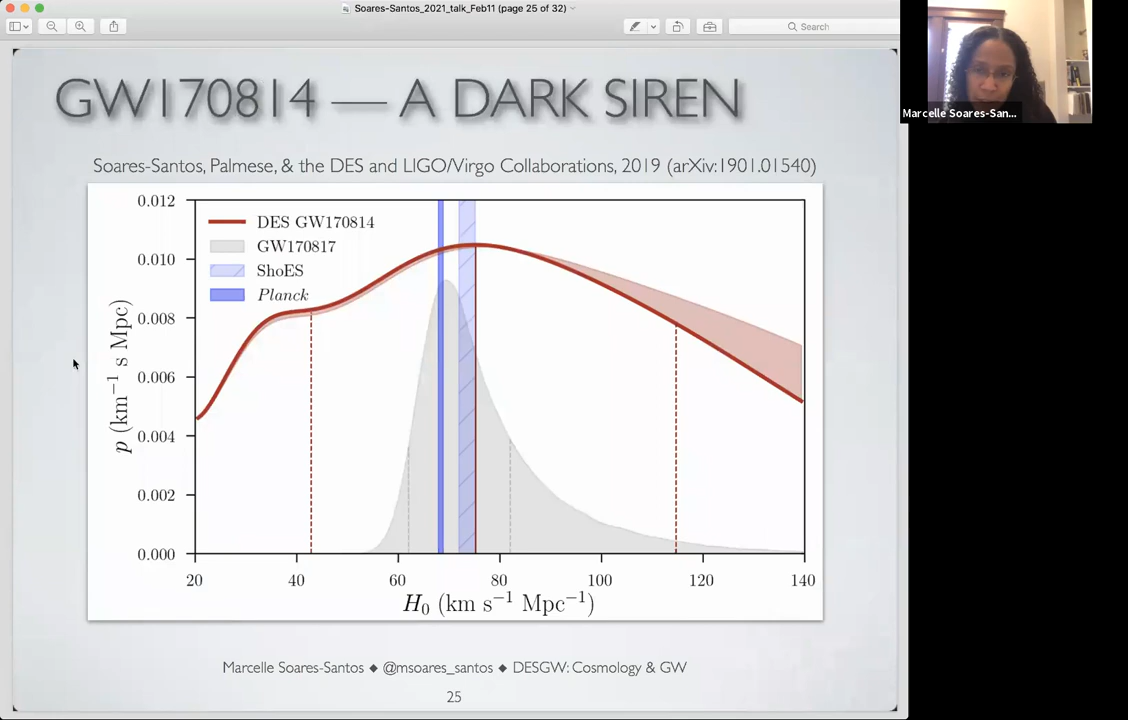 Soares-Santos_2021_talk_Feb11 (page 25 of 32)
Search
Marcelle Soares-San...
GW170814 — A DARK SIREN
Soares-Santos, Palmese, & the DES and LIGO/Virgo Collaborations, 2019 (arXiv:1901.01540)
DES GW170814
GW170817
ShoES
Planck
0.012
0.010
0.008
0.006
0.004
0.002
0.000
p (km⁻¹ s Mpc)
20 40 60 80 100 120 140
H₀ (km s⁻¹ Mpc⁻¹)
Marcelle Soares-Santos ◆ @msoares_santos ◆ DESGW: Cosmology & GW
25